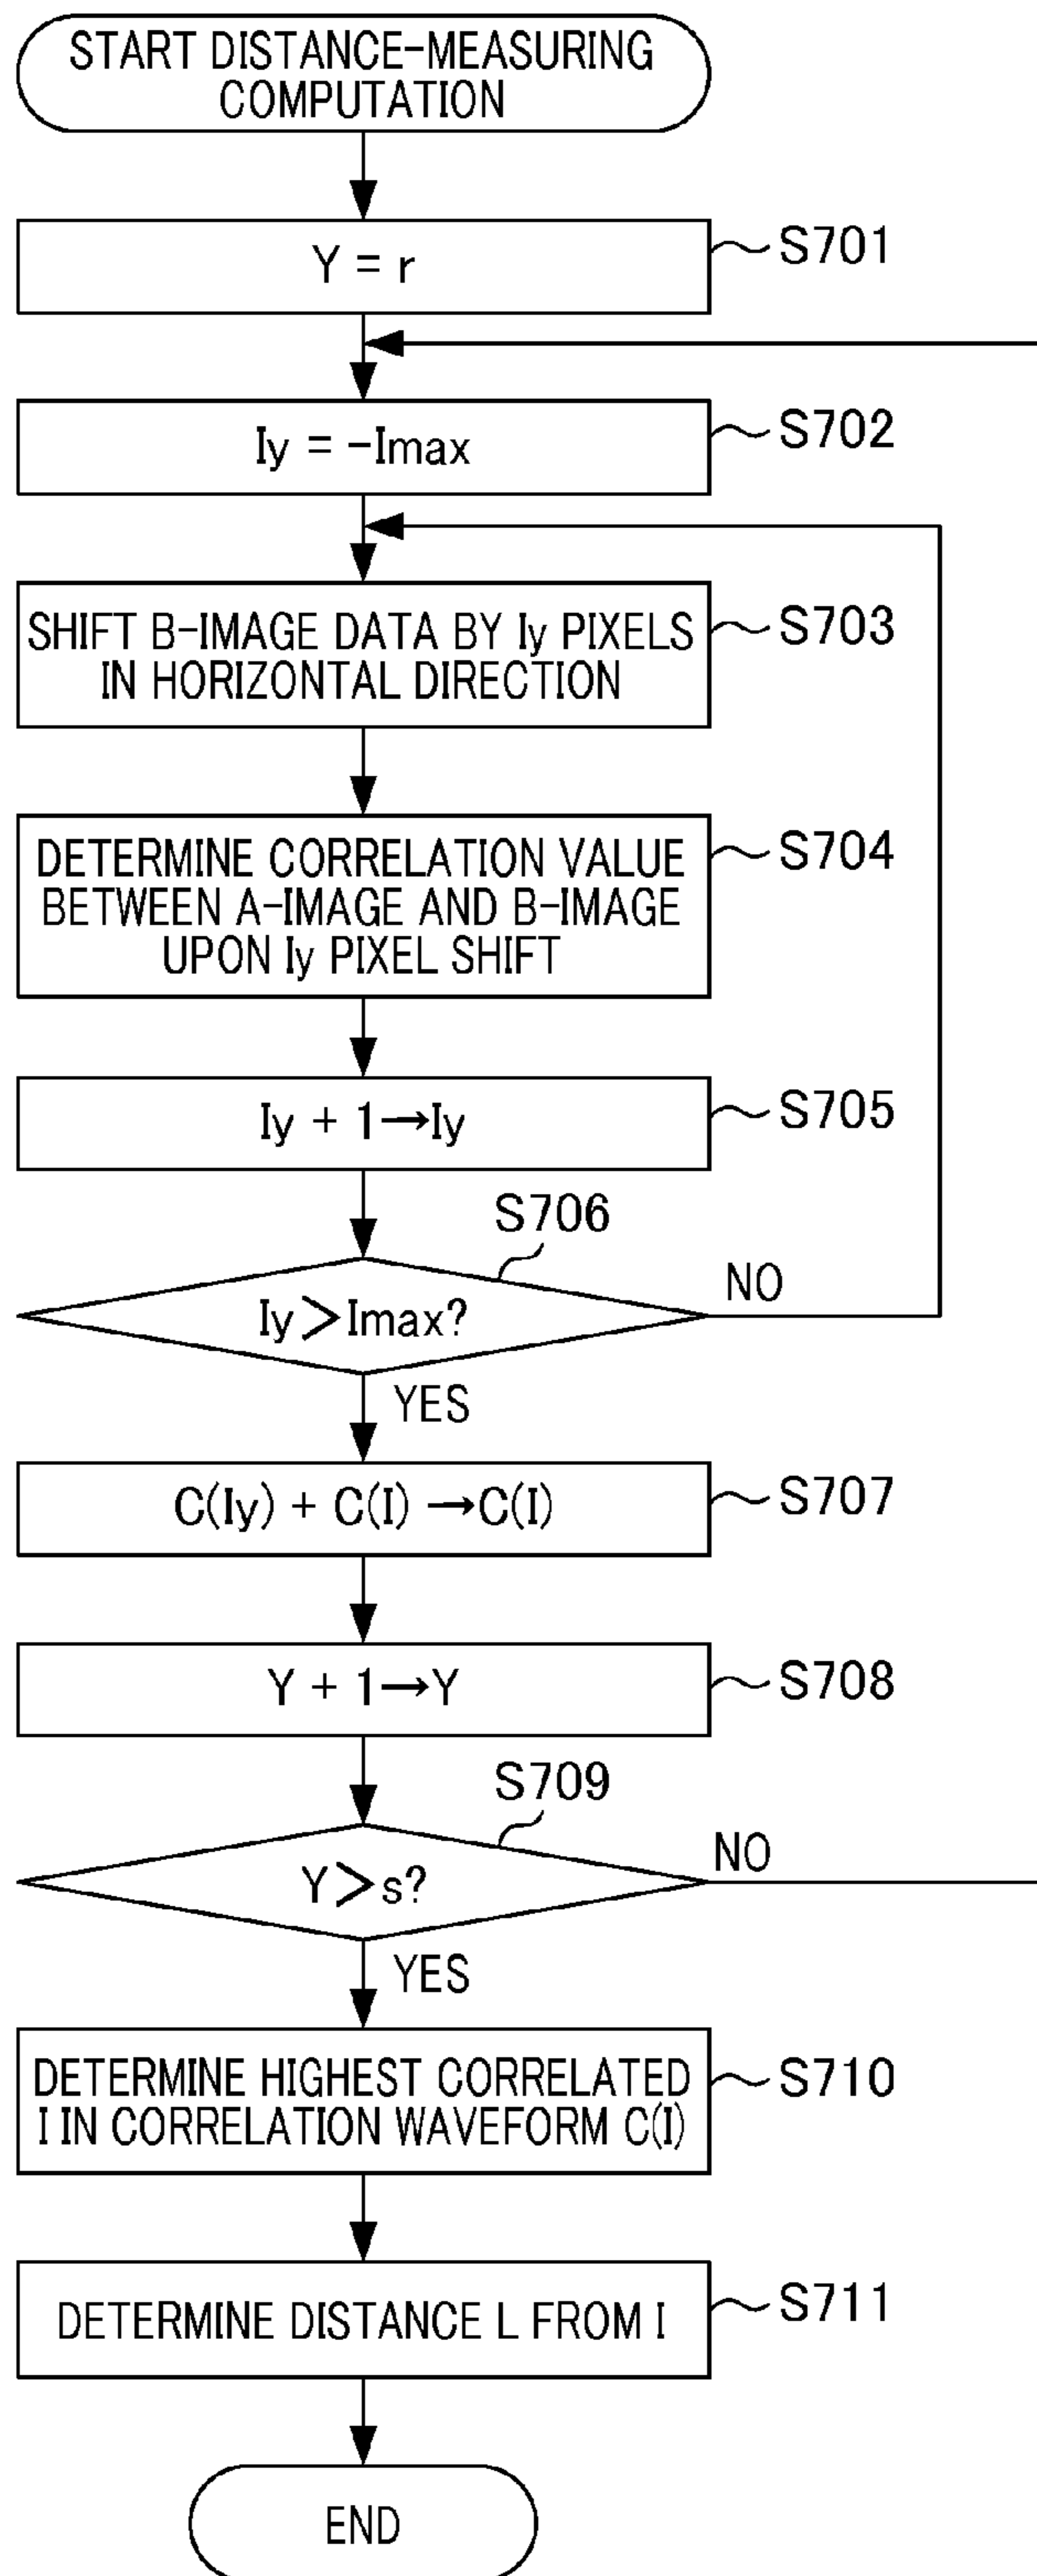 START DISTANCE-MEASURING
COMPUTATION
Y = r
S701
Iy = -Imax
S702
SHIFT B-IMAGE DATA BY Iy PIXELS
IN HORIZONTAL DIRECTION
S703
DETERMINE CORRELATION VALUE
BETWEEN A-IMAGE AND B-IMAGE
UPON Iy PIXEL SHIFT
S704
Iy + 1→Iy
S705
S706
Iy>Imax?
NO
YES
C(Iy) + C(I) →C(I)
S707
Y + 1→Y
S708
S709
Y>s?
NO
YES
DETERMINE HIGHEST CORRELATED
I IN CORRELATION WAVEFORM C(I)
S710
DETERMINE DISTANCE L FROM I
S711
END